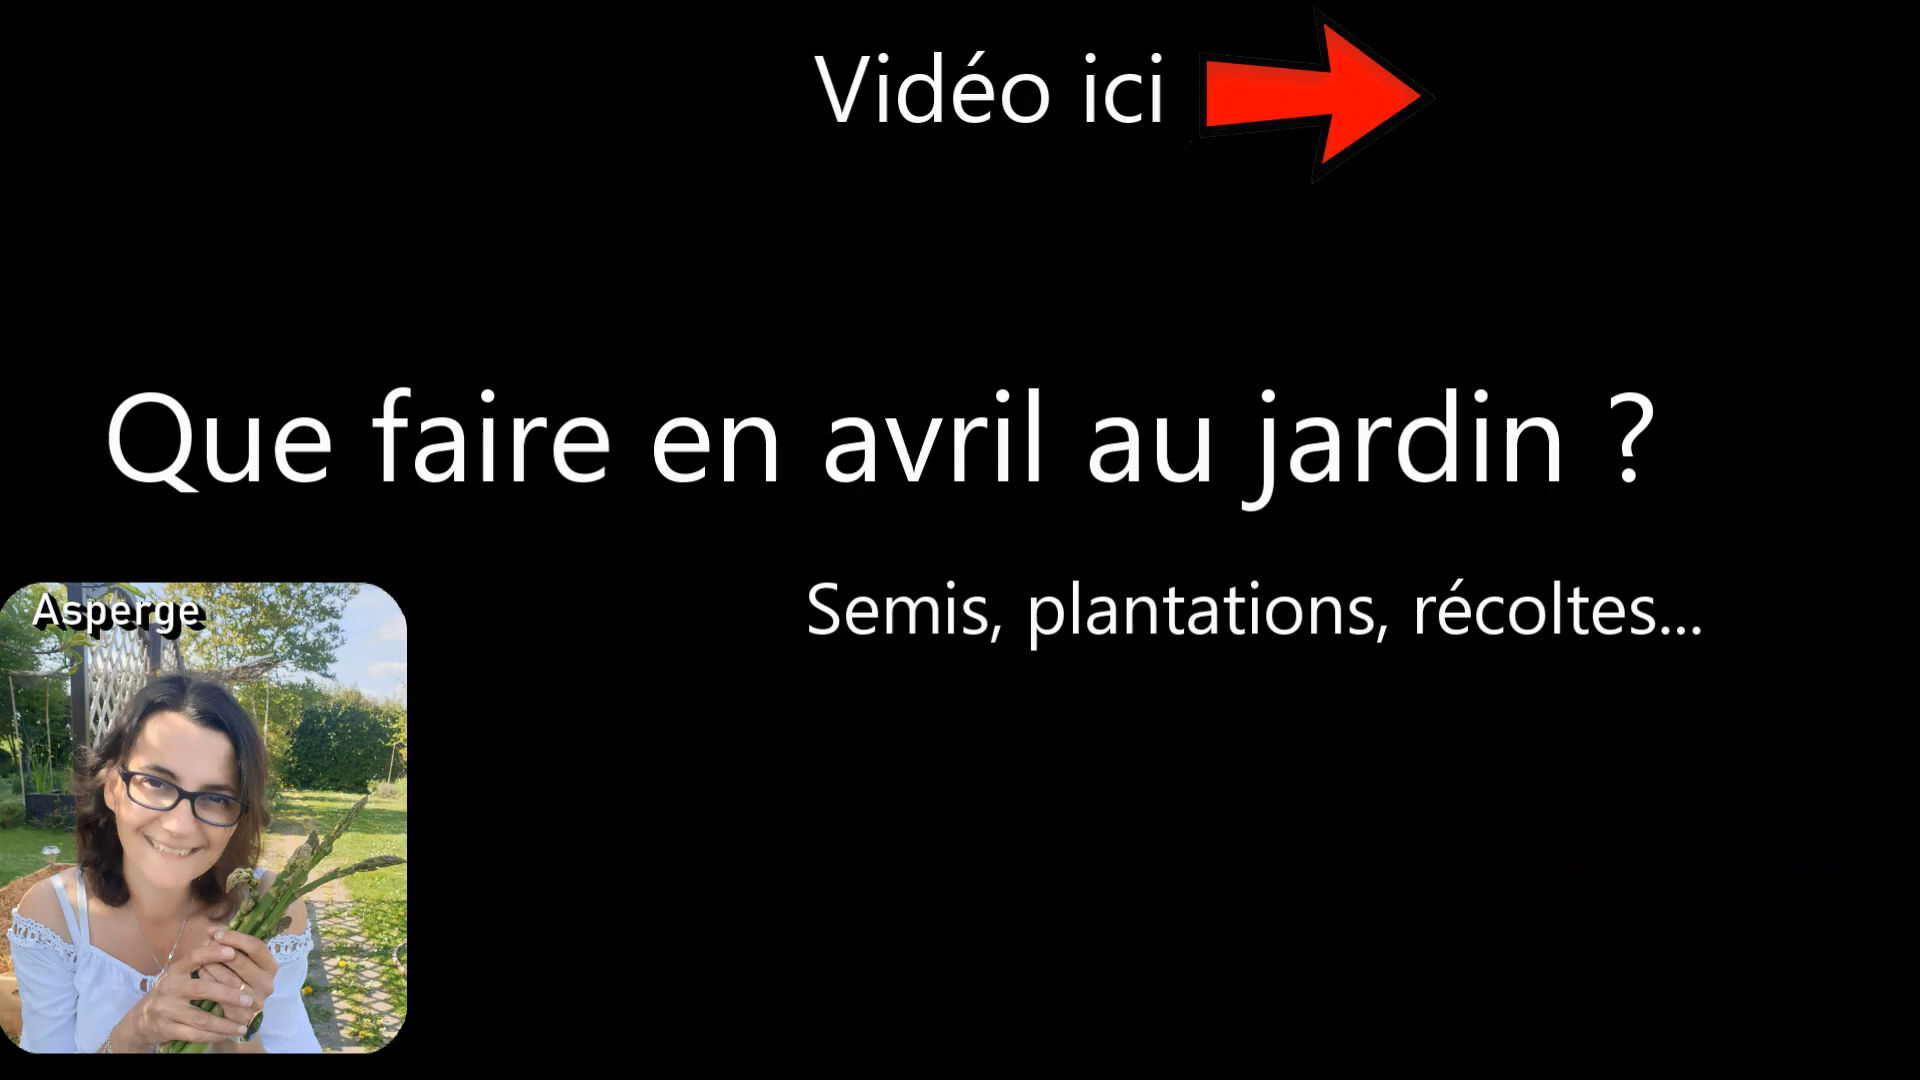 Vidéo ici
Que faire en avril au jardin ?
Semis, plantations, récoltes...
Asperge